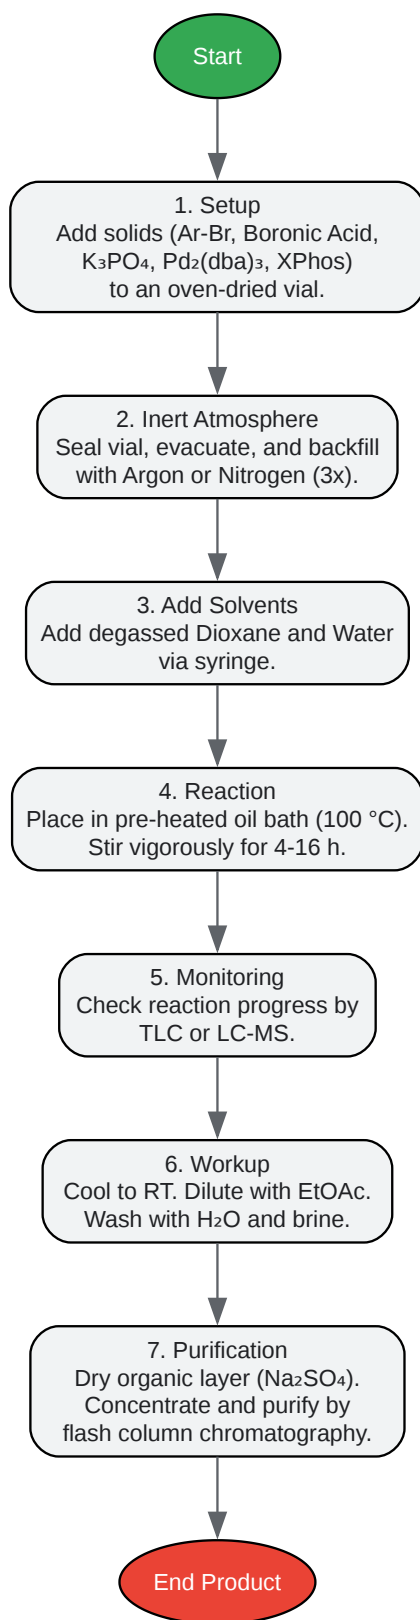 Start
1. Setup
Add solids (Ar-Br, Boronic Acid,
K₃PO₄, Pd₂(dba)₃, XPhos)
to an oven-dried vial.
2. Inert Atmosphere
Seal vial, evacuate, and backfill
with Argon or Nitrogen (3x).
3. Add Solvents
Add degassed Dioxane and Water
via syringe.
4. Reaction
Place in pre-heated oil bath (100 °C).
Stir vigorously for 4-16 h.
5. Monitoring
Check reaction progress by
TLC or LC-MS.
6. Workup
Cool to RT. Dilute with EtOAc.
Wash with H₂O and brine.
7. Purification
Dry organic layer (Na₂SO₄).
Concentrate and purify by
flash column chromatography.
End Product